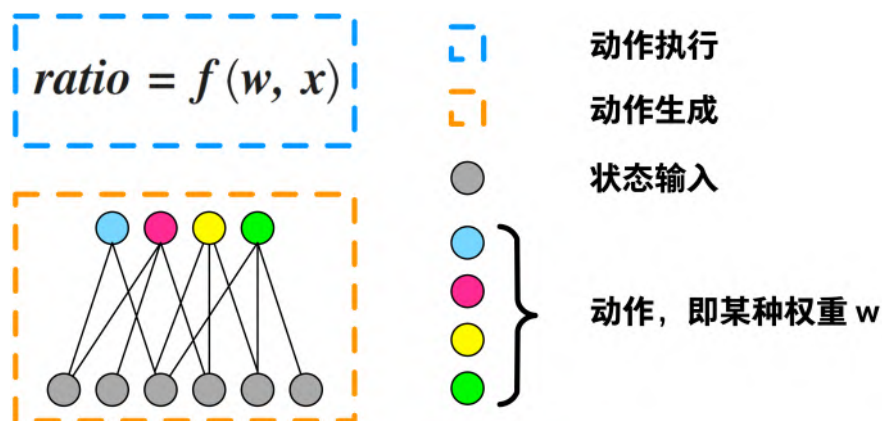 ratio = f (w, x)
动作执行
动作生成
状态输入
动作，即某种权重 w